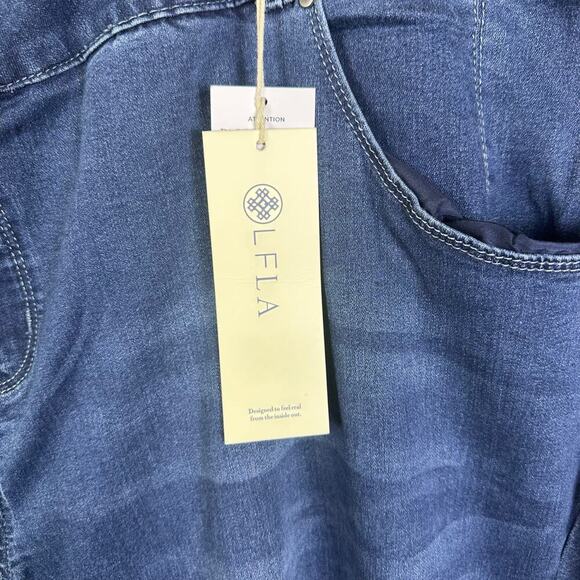 ATTENTION
LFLA
Designed to feel real
from the inside out.